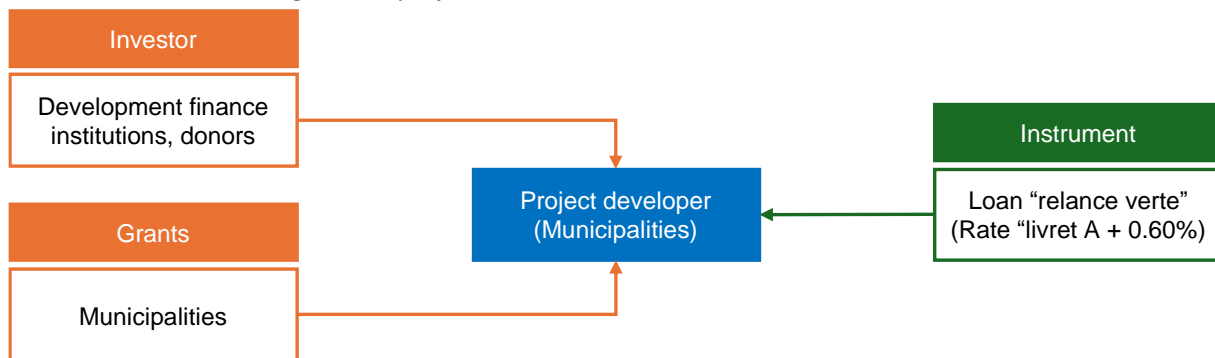 Investor
Development finance
institutions, donors
Grants
Municipalities
Project developer
(Municipalities)
Instrument
Loan “relance verte”
(Rate “livret A + 0.60%)